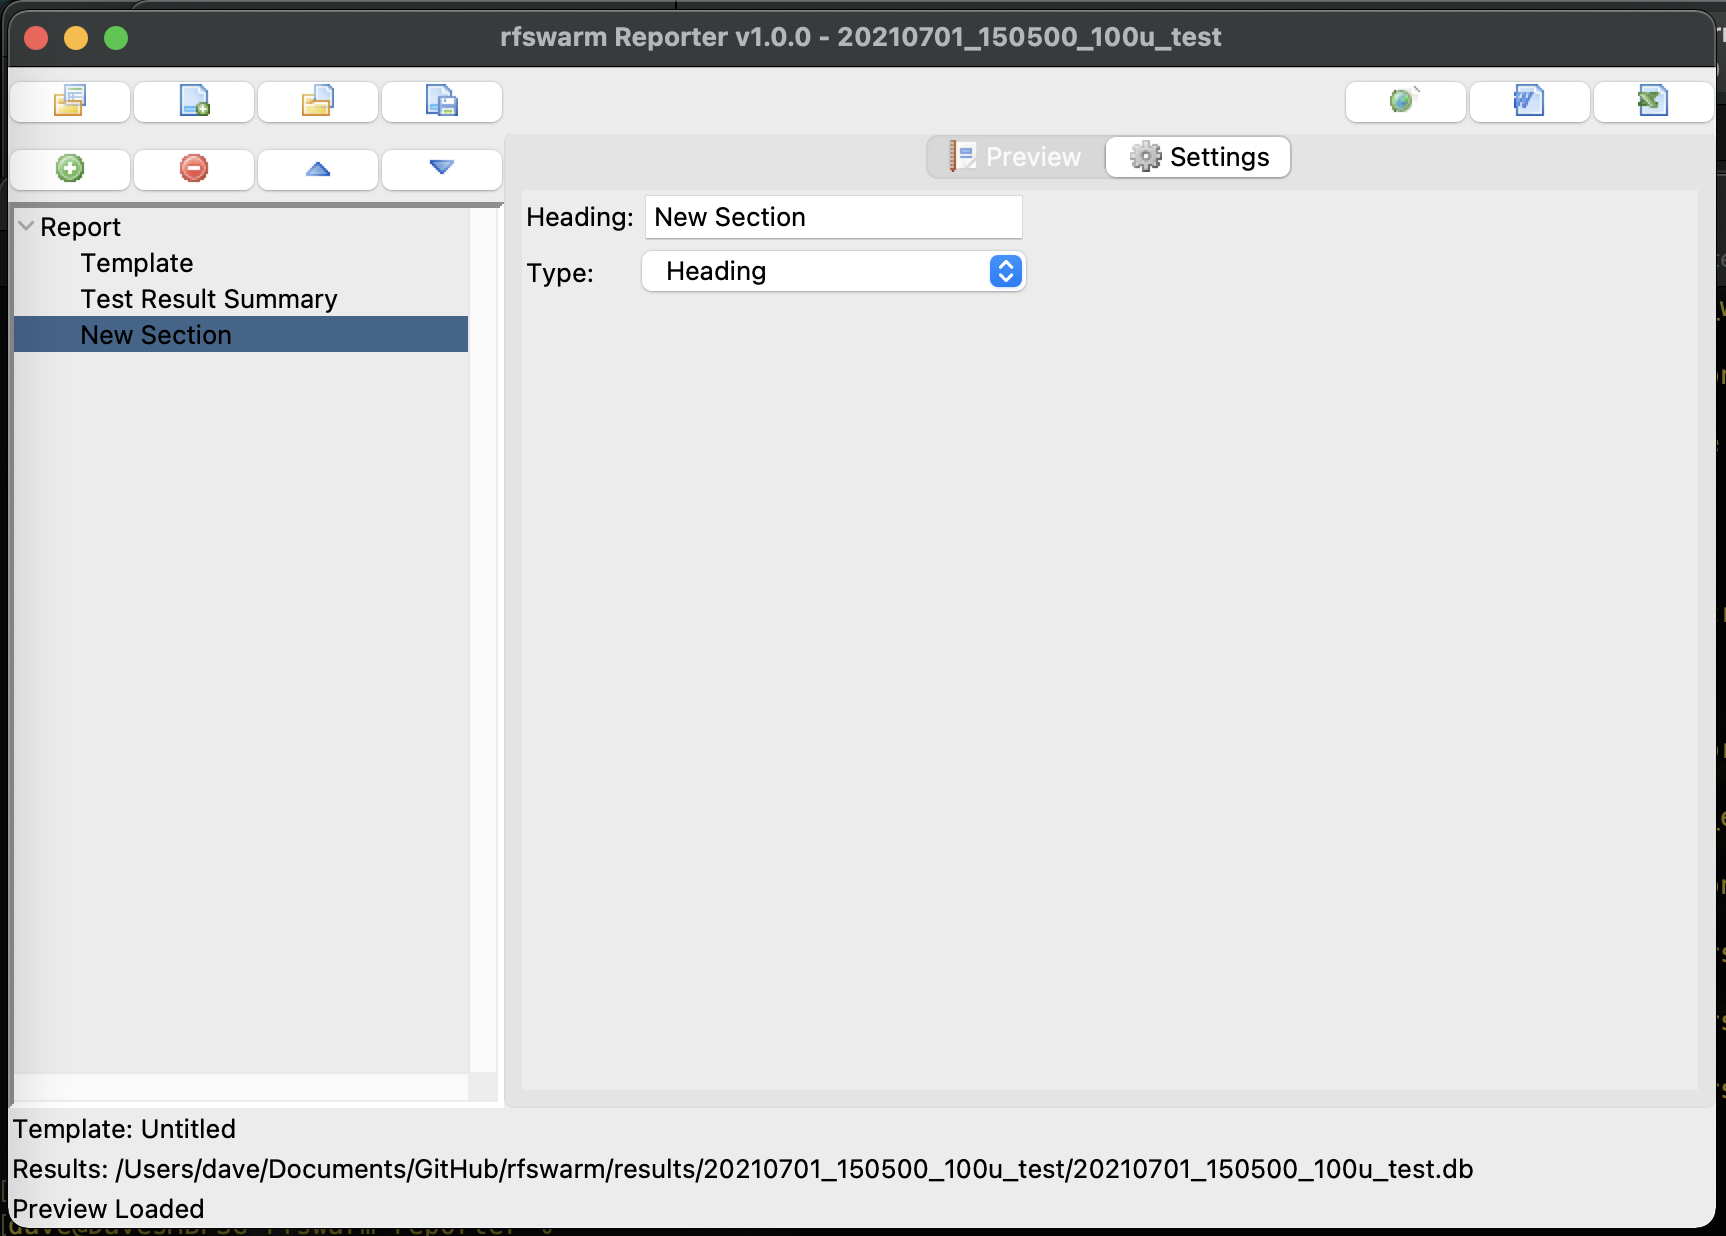 rfswarm Reporter v1.0.0 - 20210701_150500_100u_test
Preview
Settings
Report
Template
Test Result Summary
New Section
Heading: New Section
Type: Heading
Template: Untitled
Results: /Users/dave/Documents/GitHub/rfswarm/results/20210701_150500_100u_test/20210701_150500_100u_test.db
Preview Loaded